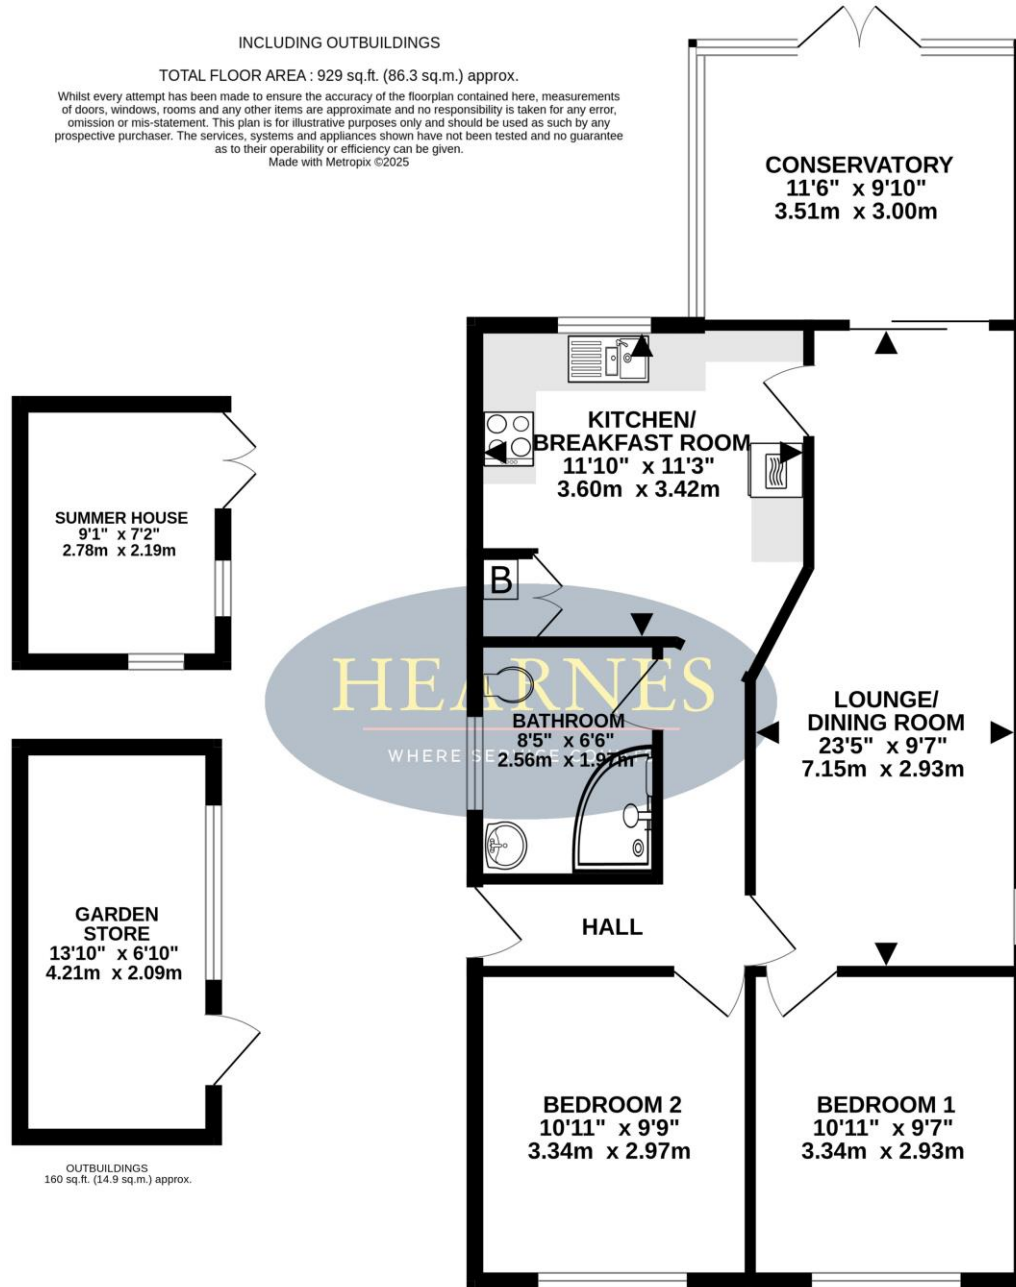 INCLUDING OUTBUILDINGS
TOTAL FLOOR AREA : 929 sq.ft. (86.3 sq.m.) approx.
Whilst every attempt has been made to ensure the accuracy of the floorplan contained here, measurements
of doors, windows, rooms and any other items are approximate and no responsibility is taken for any error,
omission or mis-statement. This plan is for illustrative purposes only and should be used as such by any
prospective purchaser. The services, systems and appliances shown have not been tested and no guarantee
as to their operability or efficiency can be given.
Made with Metropix ©2025
CONSERVATORY
11'6" x 9'10"
3.51m x 3.00m
KITCHEN/
BREAKFAST ROOM
11'10" x 11'3"
3.60m x 3.42m
SUMMER HOUSE
9'1" x 7'2"
2.78m x 2.19m
B
HEARNES
WHERE
BATHROOM
8'5" x 6'6"
2.56m x 1.97m
LOUNGE/
DINING ROOM
23'5" x 9'7"
7.15m x 2.93m
GARDEN
STORE
13'10" x 6'10"
4.21m x 2.09m
HALL
BEDROOM 2
10'11" x 9'9"
3.34m x 2.97m
BEDROOM 1
10'11" x 9'7"
3.34m x 2.93m
OUTBUILDINGS
160 sq.ft. (14.9 sq.m.) approx.